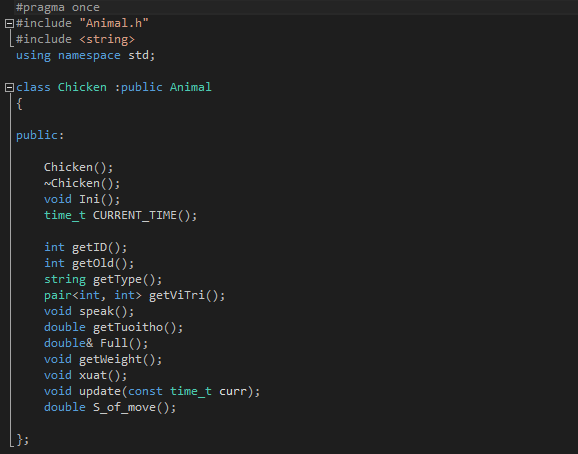 #pragma once
#include "Animal.h"
#include <string>
using namespace std;
class Chicken :public Animal
{
public:
Chicken();
~Chicken();
void Ini();
time_t CURRENT_TIME();
int getID();
int getOld();
string getType();
pair<int, int> getViTri();
void speak();
double getTuoitho();
double& Full();
void getWeight();
void xuat();
void update(const time_t curr);
double S_of_move();
};